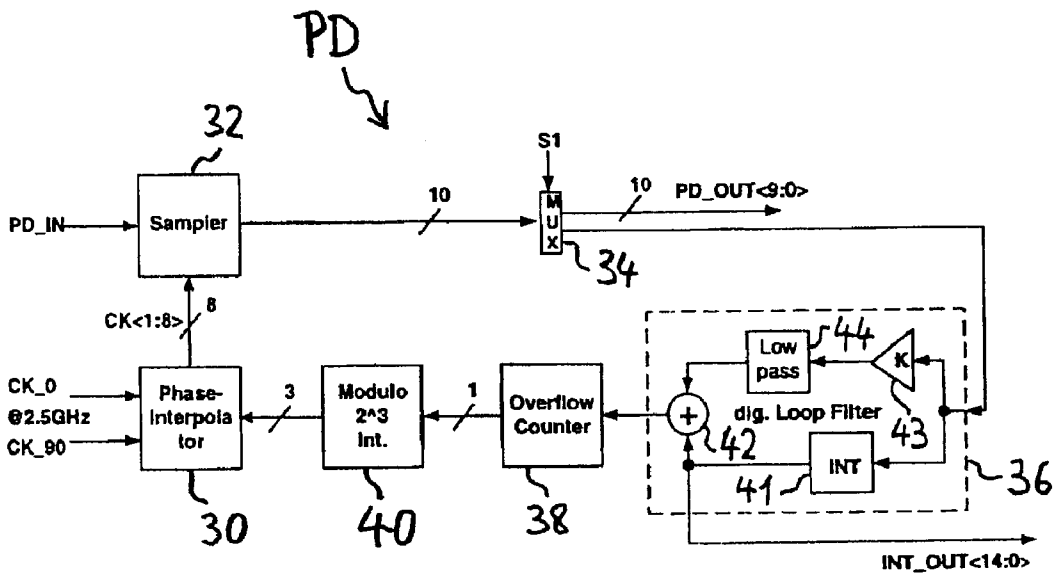 PD
32
S1
10
10
PD_OUT<9:0>
MUX
PD_IN
Sampler
34
8
CK<1:8>
44
Low pass
K
CK_0
@2.5GHz
CK_90
Phase-
Interpola
tor
3
Modulo
2^3
Int.
1
Overflow
Counter
+
dig. Loop Filter
42
43
41
INT
36
30
40
38
INT_OUT<14:0>